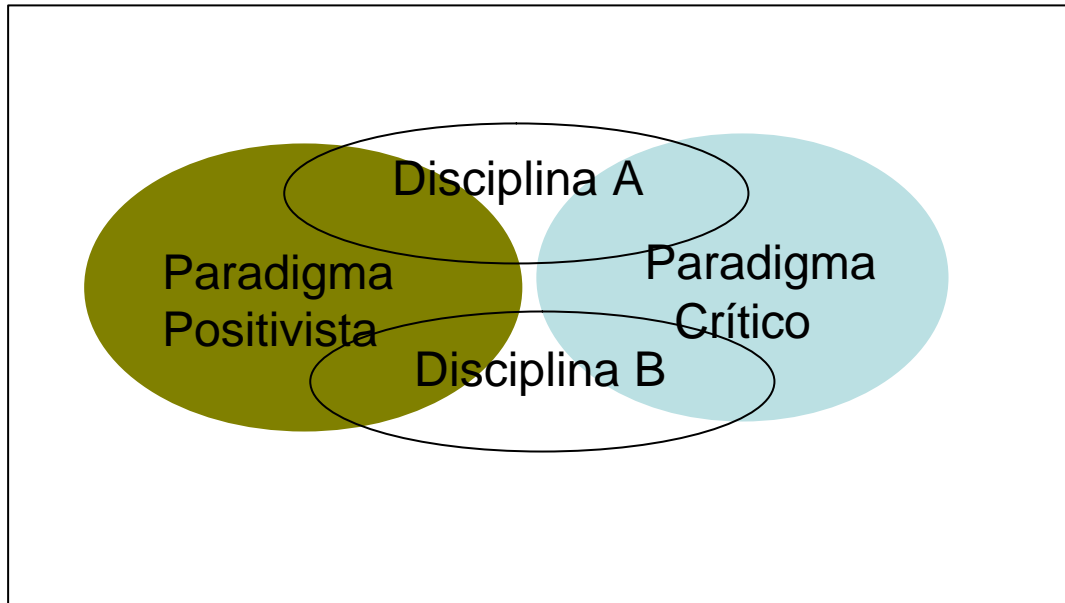 Disciplina A
Paradigma
Positivista
Paradigma
Crítico
Disciplina B